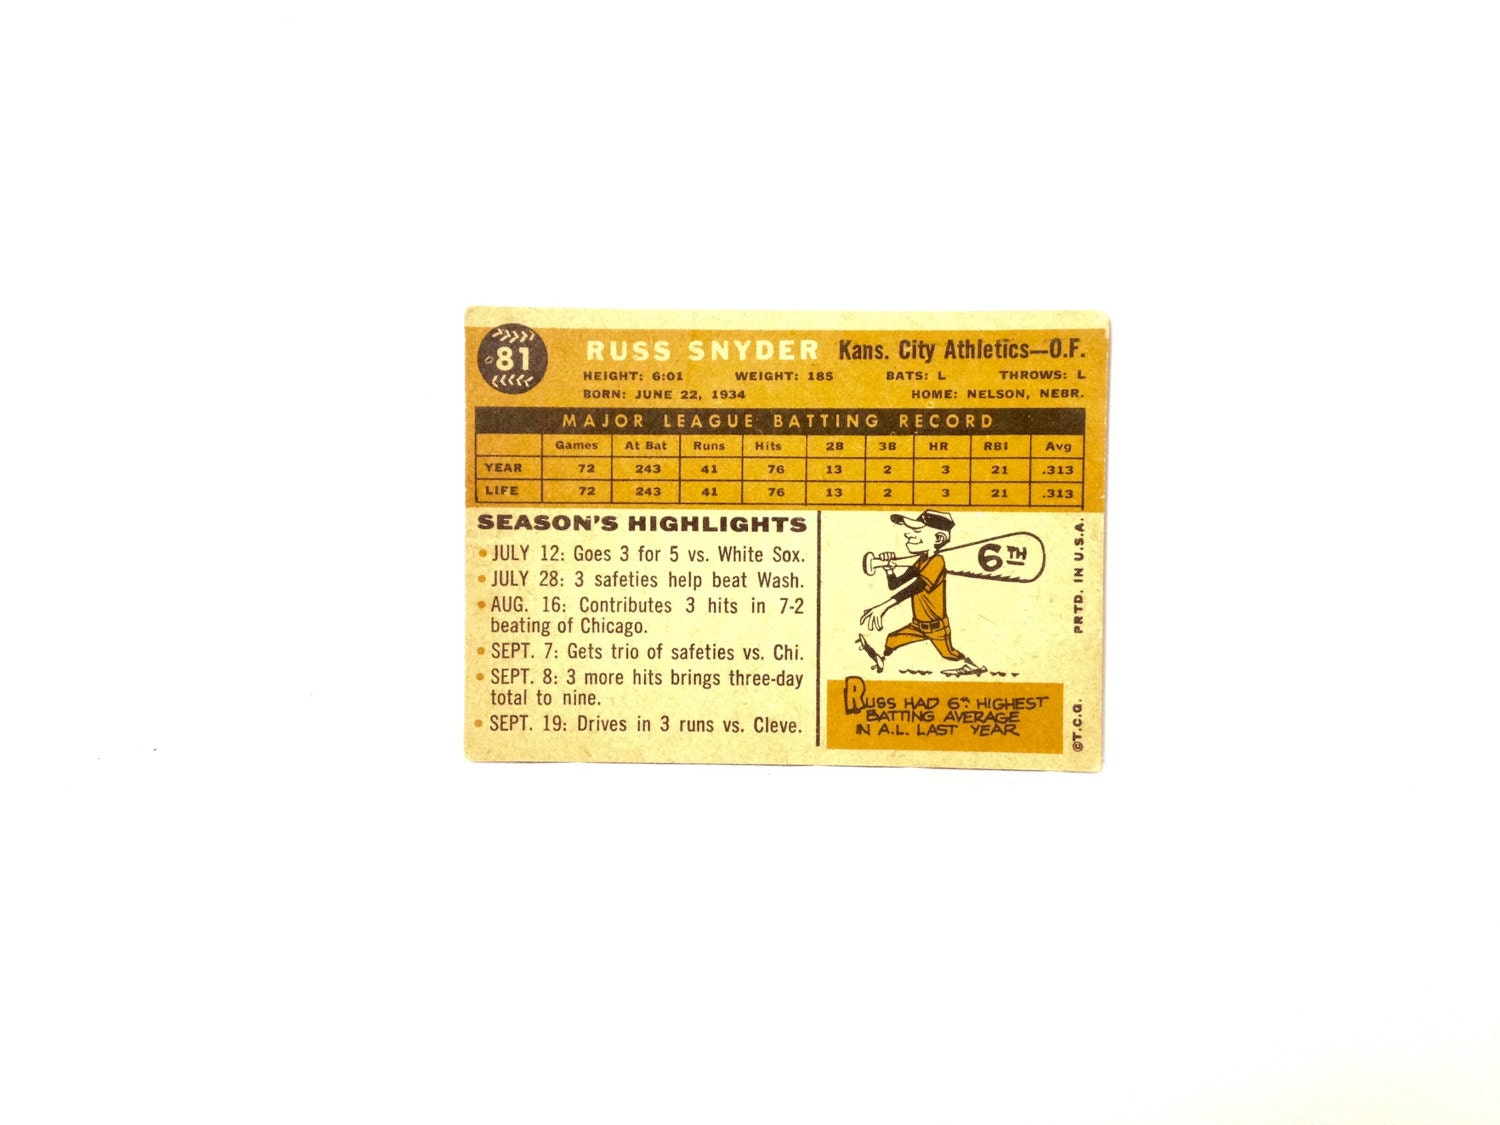 81
RUSS SNYDER Kans. City Athletics—O.F.
HEIGHT: 6:01 WEIGHT: 185 BATS: L THROWS: L
BORN: JUNE 22, 1934 HOME: NELSON, NEBR.
MAJOR LEAGUE BATTING RECORD
Games At Bat Runs Hits 2B 3B HR RBI Avg
YEAR 72 243 41 76 13 2 3 21 .313
LIFE 72 243 41 76 13 2 3 21 .313
SEASON'S HIGHLIGHTS
• JULY 12: Goes 3 for 5 vs. White Sox.
• JULY 28: 3 safeties help beat Wash.
• AUG. 16: Contributes 3 hits in 7-2
beating of Chicago.
• SEPT. 7: Gets trio of safeties vs. Chi.
• SEPT. 8: 3 more hits brings three-day
total to nine.
• SEPT. 19: Drives in 3 runs vs. Cleve.
6TH
RUSS HAD 6TH HIGHEST
BATTING AVERAGE
IN A.L. LAST YEAR
©T.C.G. PRTD. IN U.S.A.